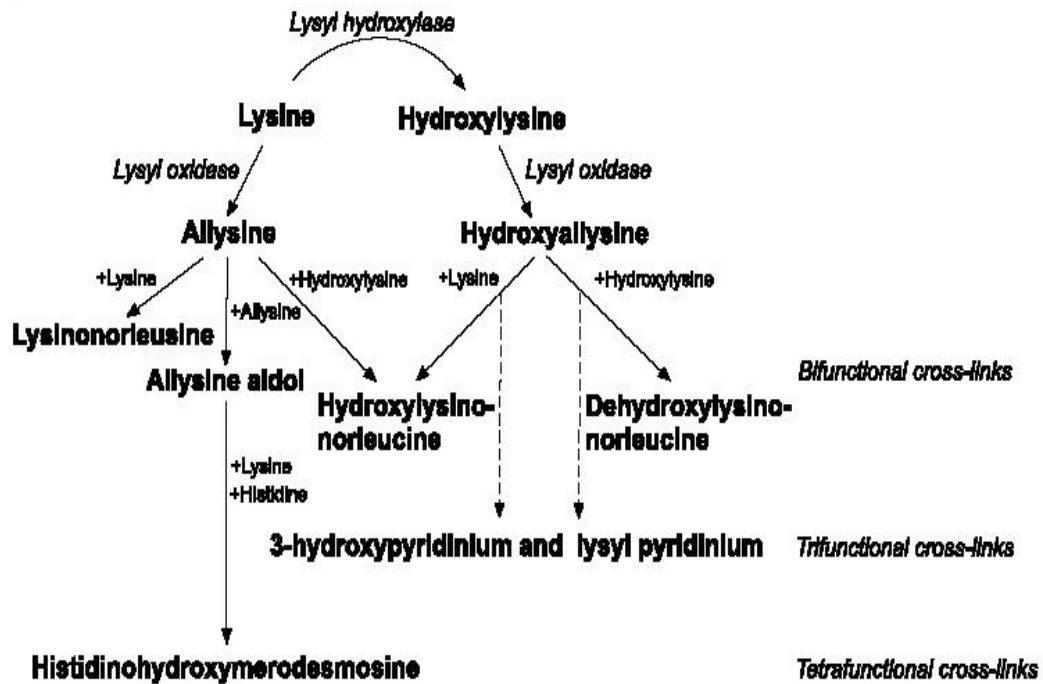 Lysyl hydroxylase
Lysine Hydroxylysine
Lysyl oxidase Lysyl oxidase
Allysine Hydroxyallysine
+Lysine +Hydroxylysine +Lysine +Hydroxylysine
Lysinonorleusine +Allysine
Allysine aldol Bifunctional cross-links
Hydroxylysino- Dehydroxylysino-
norleucine norleucine
+Lysine
+Histidine
3-hydroxypyridinium and lysyl pyridinium Trifunctional cross-links
Histidinohydroxymerodesmosine Tetrafunctional cross-links